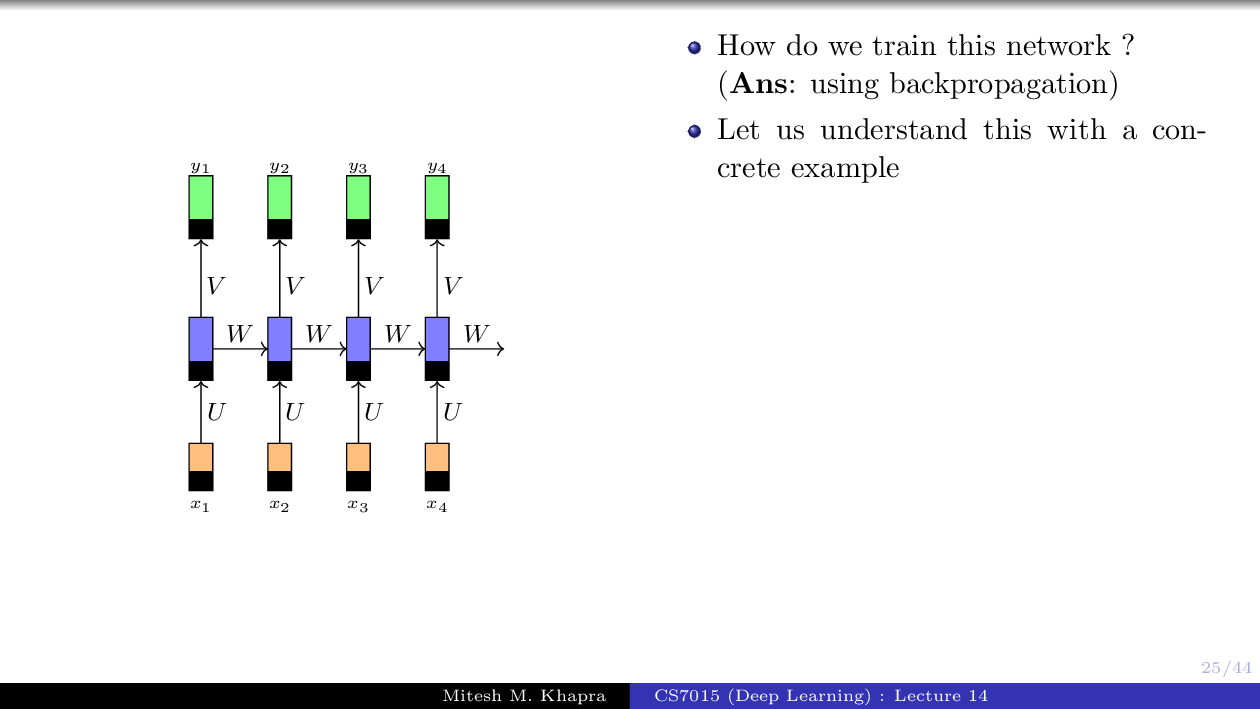 How do we train this network ?
(Ans: using backpropagation)
Let us understand this with a con-
crete example
y1 y2 y3 y4
V V V V
W W W W
U U U U
x1 x2 x3 x4
25/44
Mitesh M. Khapra CS7015 (Deep Learning) : Lecture 14